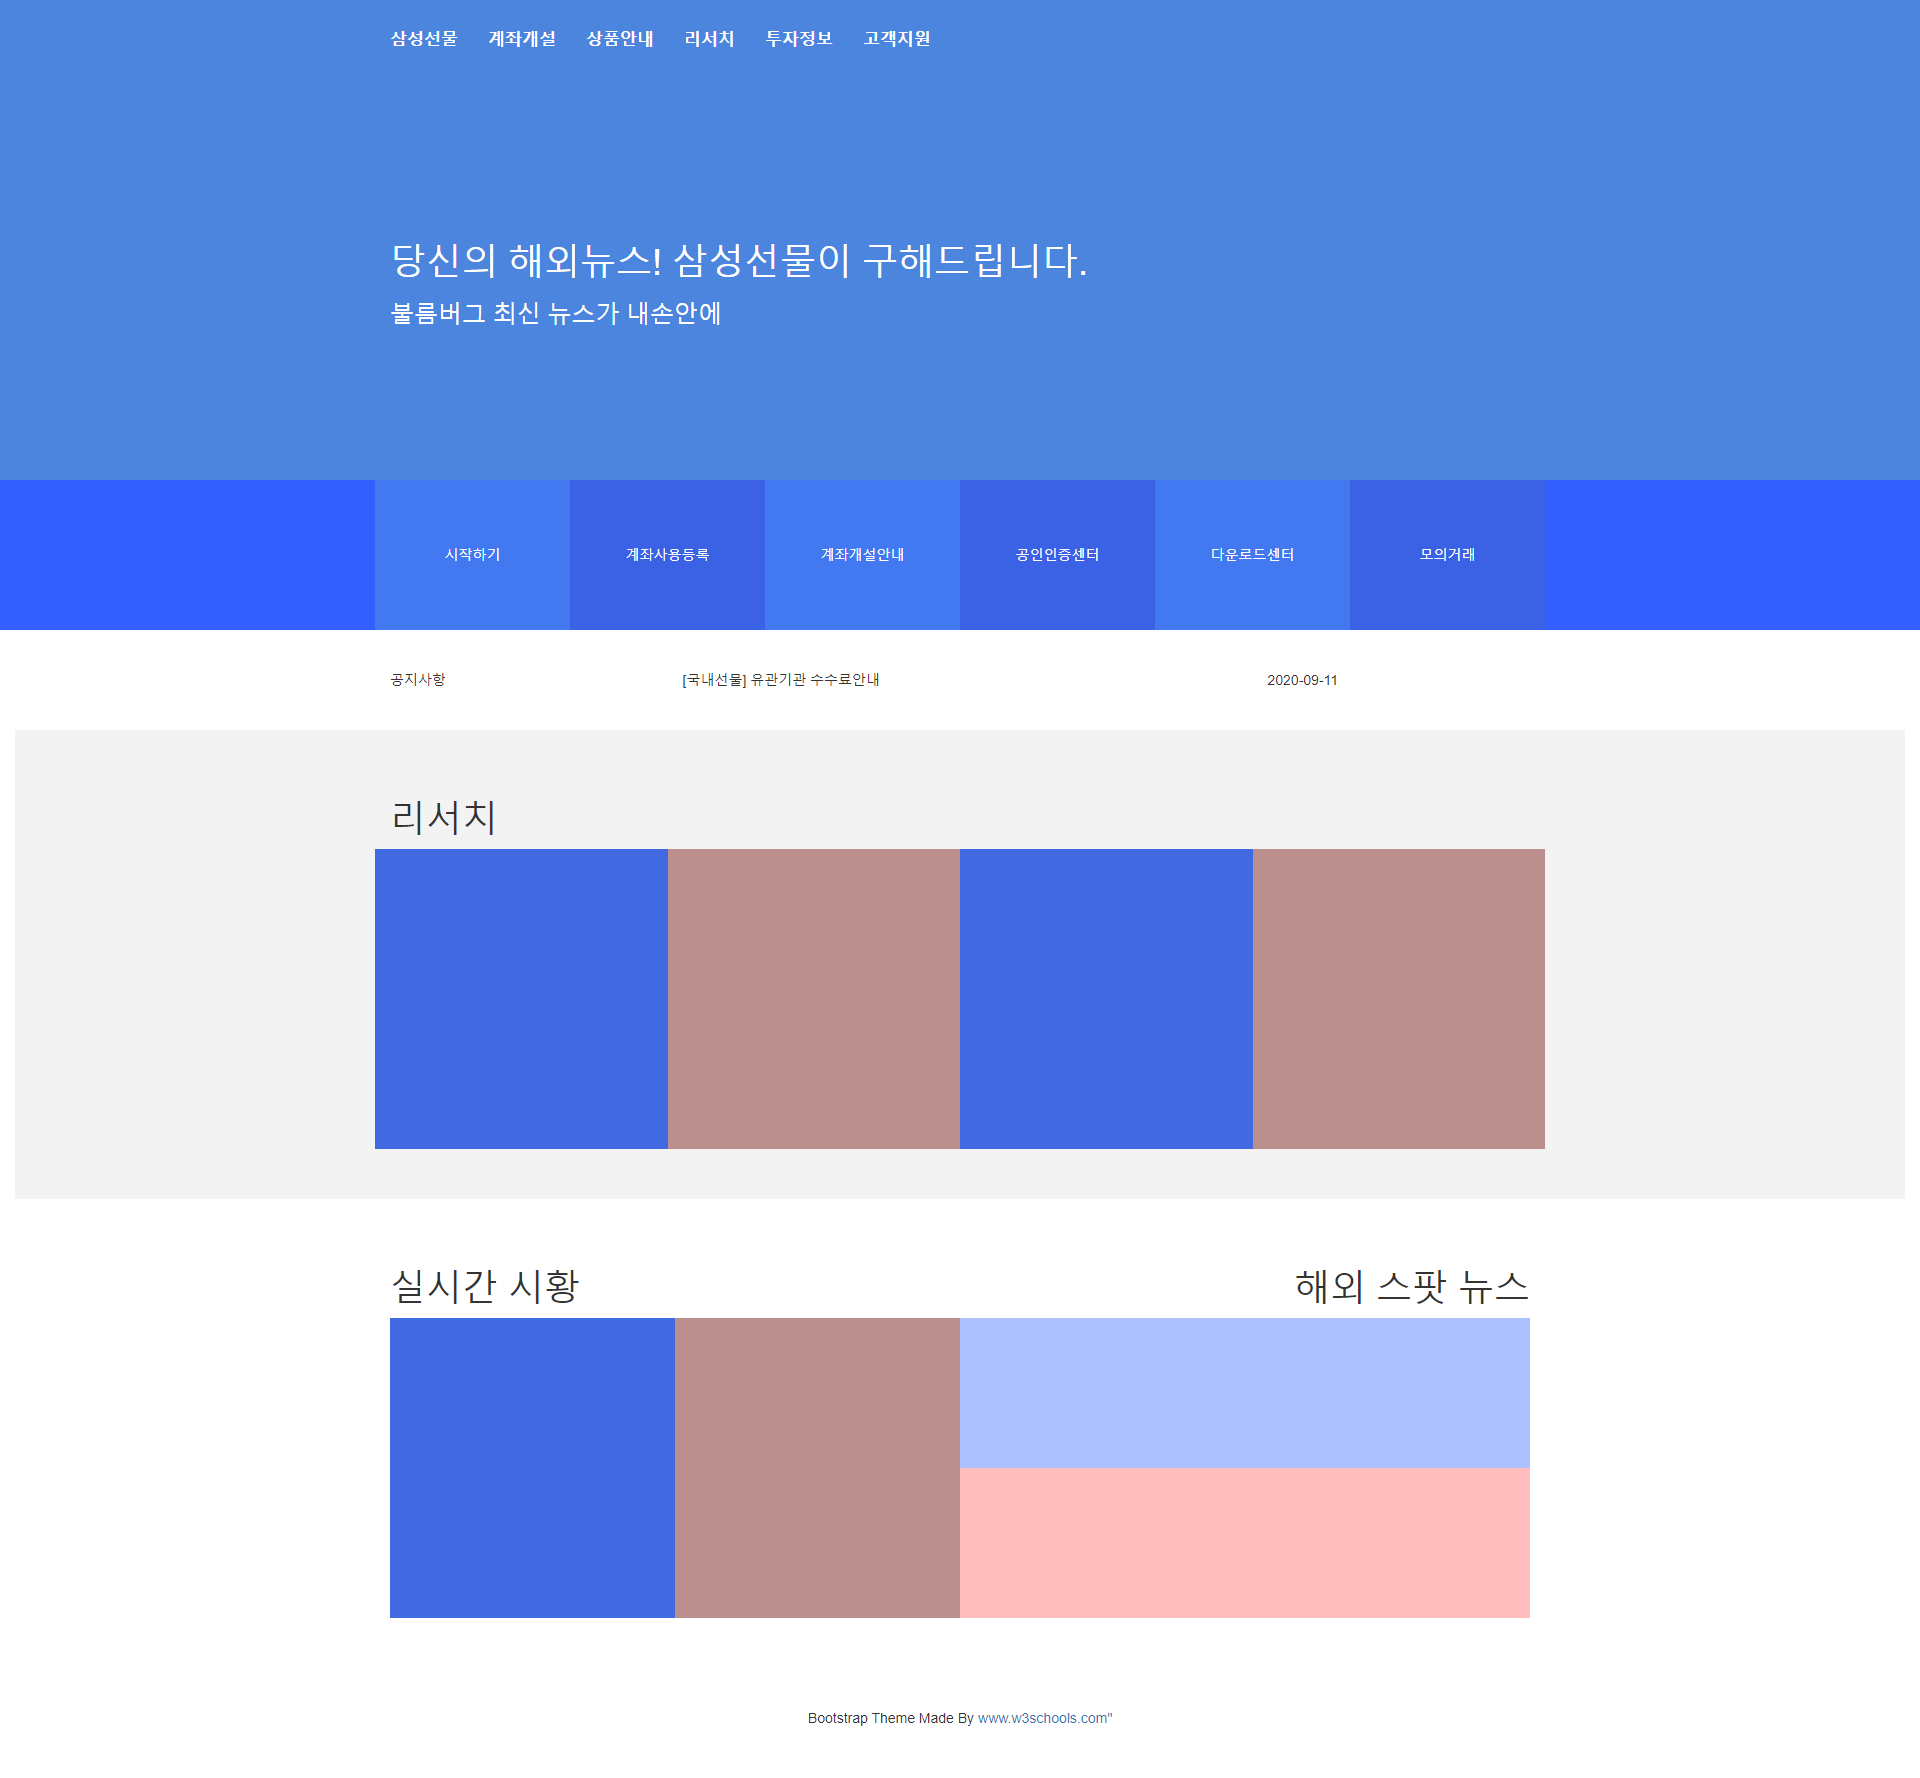 삼성선물 계좌개설 상품안내 리서치 투자정보 고객지원
당신의 해외뉴스! 삼성선물이 구해드립니다.
불름버그 최신 뉴스가 내손안에
시작하기 계좌사용등록 계좌개설안내 공인인증센터 다운로드센터 모의거래
공지사항 [국내선물] 유관기관 수수료안내 2020-09-11
리서치
실시간 시황 해외 스팟 뉴스
Bootstrap Theme Made By www.w3schools.com"